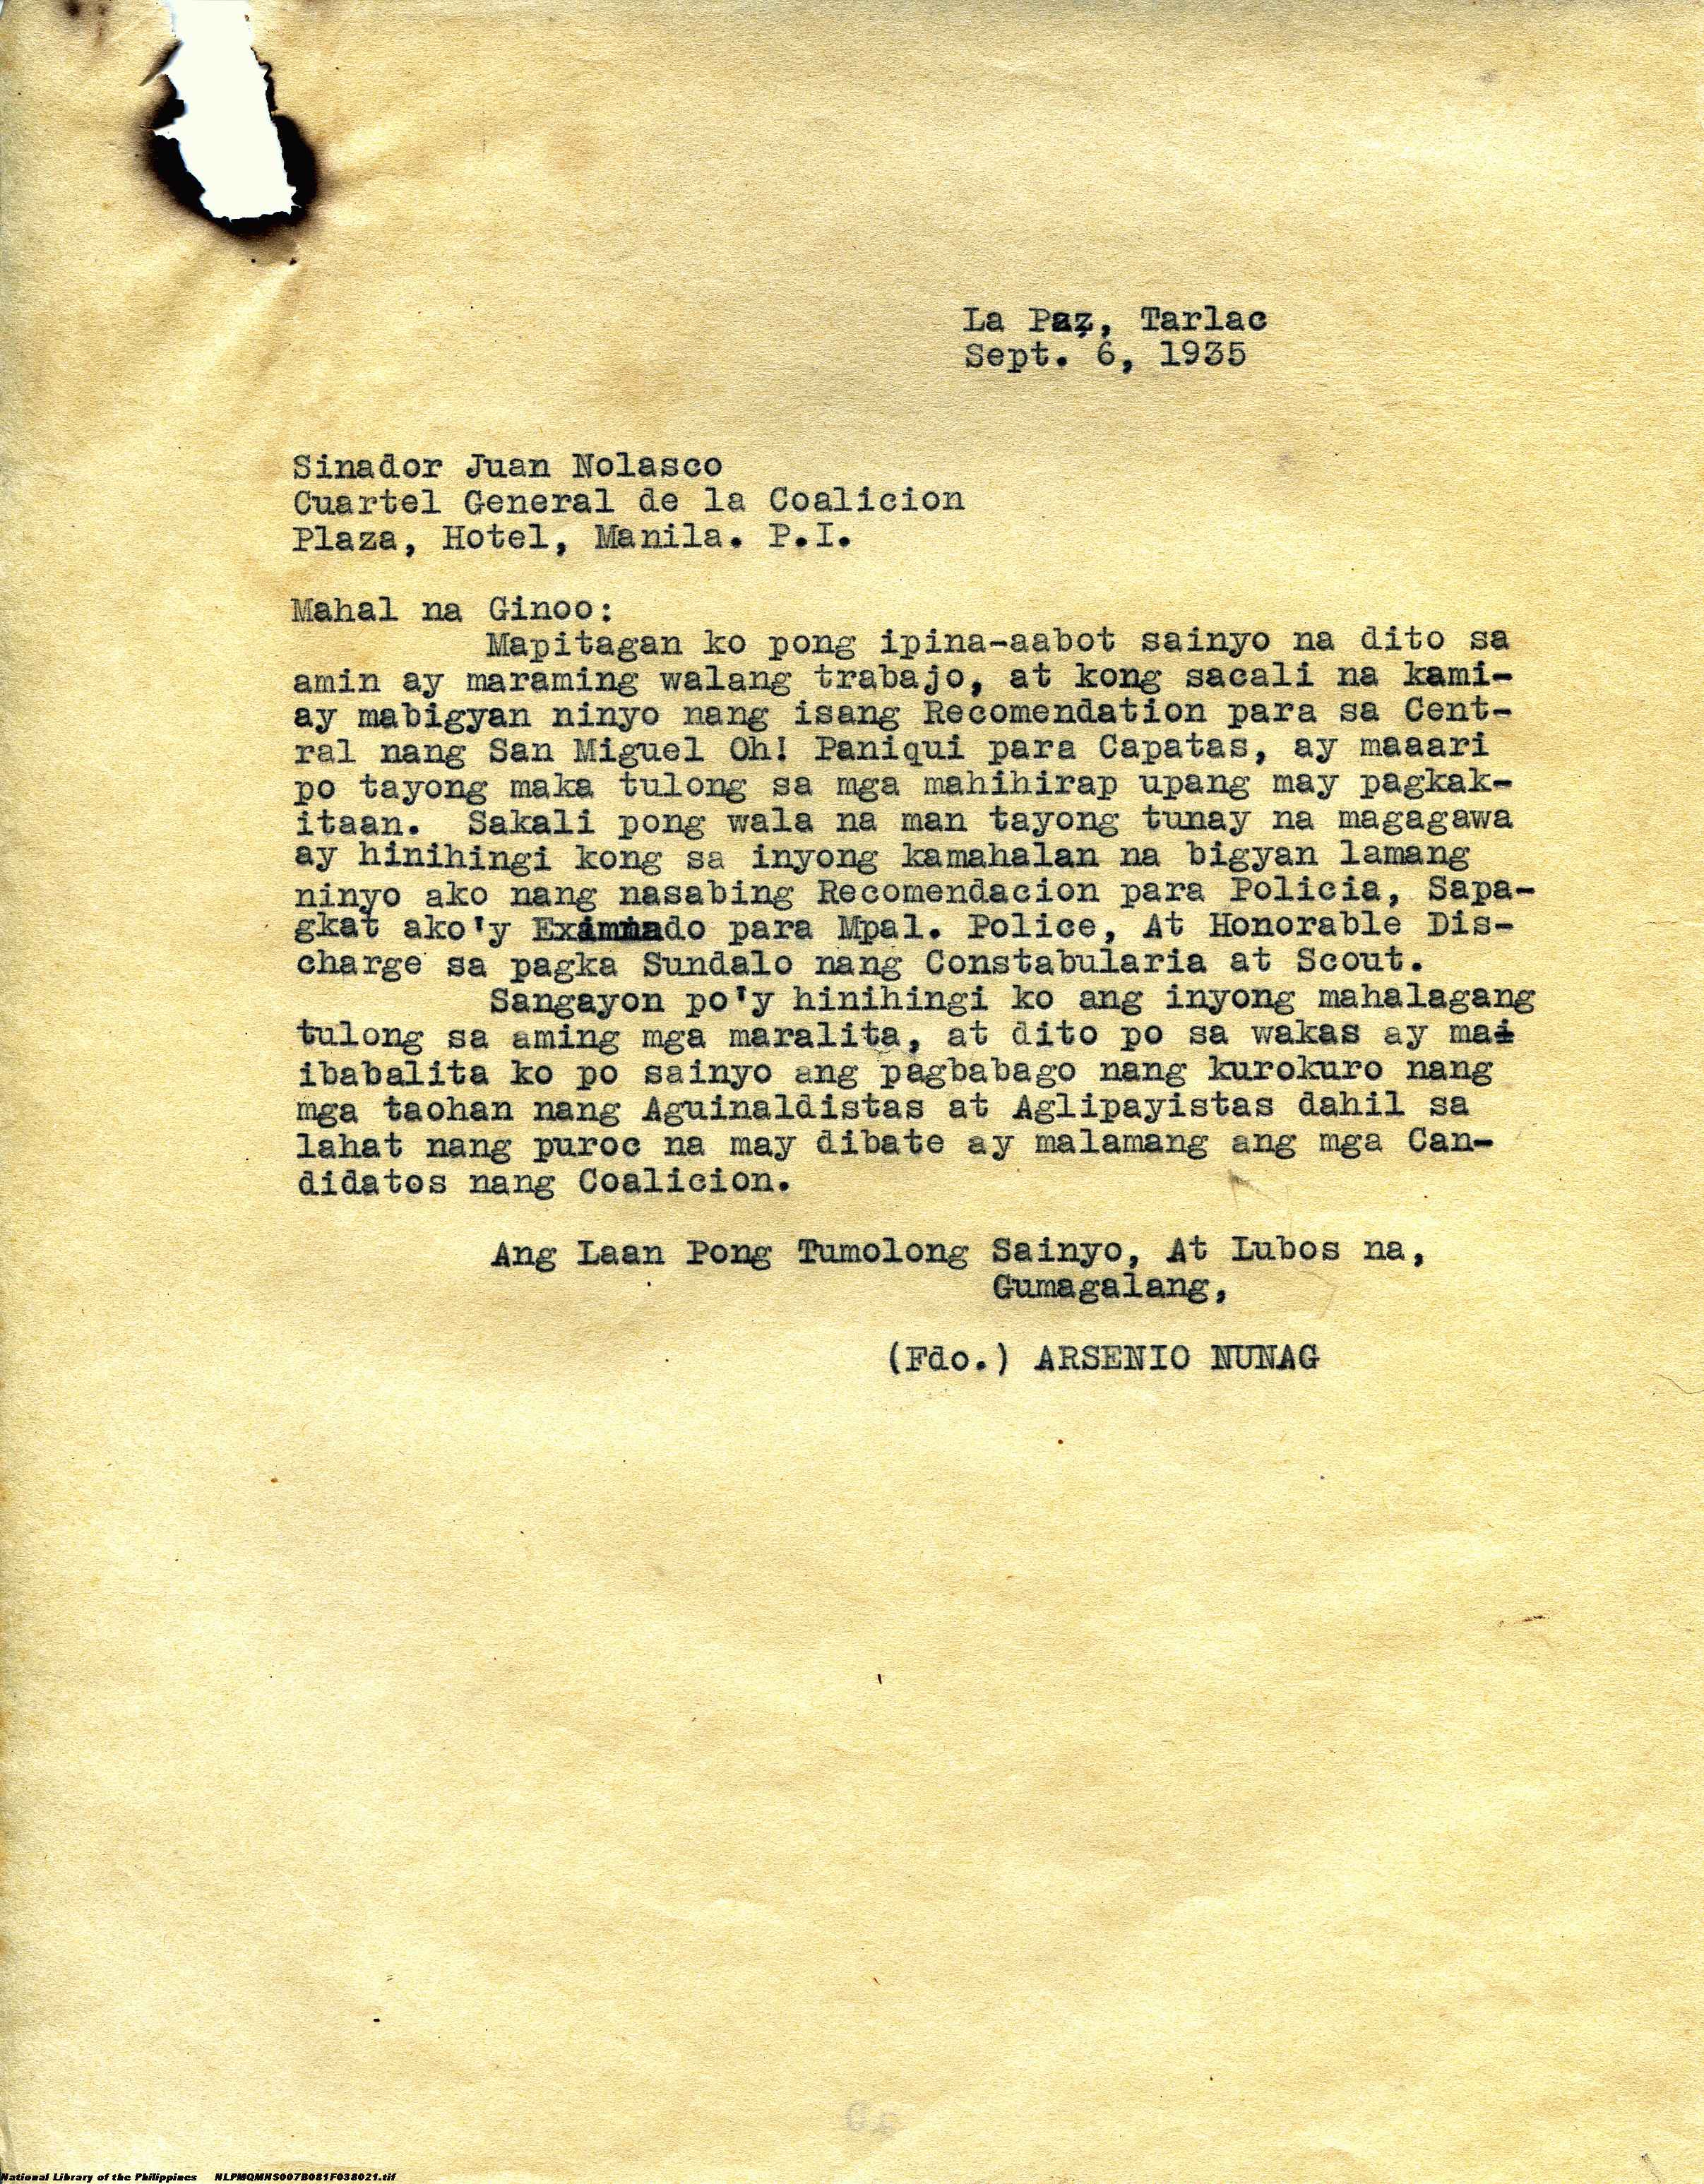 La Paz, Tarlac
Sept. 6, 1935
Sinador Juan Nolasco
Cuartel General de la Coalicion
Plaza, Hotel, Manila. P.I.
Mahal na Ginoo:
Mapitagan ko pong ipina-aabot sainyo na dito sa
amin ay maraming walang trabajo, at kong sacali na kami-
ay mabigyan ninyo nang isang Recomendation para sa Cent-
ral nang San Miguel Oh! Paniqui para Capatas, ay maaari
po tayong maka tulong sa mga mahihirap upang may pagkak-
itaan. Sakali pong wala na man tayong tunay na magagawa
ay hinihingi kong sa inyong kamahalan na bigyan lamang
ninyo ako nang nasabing Recomendacion para Policia, Sapa-
gkat ako'y para Mpal. Police, At Honorable Dis-
charge sa pagka Sundalo nang Constabularia at Scout.
Sangayon po'y hinihingi ko ang inyong mahalagang
tulong sa aming mga maralita, at dito po sa wakas ay mai
ibabalita ko po sainyo ang pagbabago nang kurokuro nang
mga taohan nang Aguinaldistas at Aglipayistas dahil sa
lahat nang puroc na may dibate ay malamang ang mga Can-
didatos nang Coalicion.
Ang Laan Pong Tumolong Sainyo, At Lubos na,
Gumagalang,
(Fdo.) ARSENIO NUNAG
National Library of the Philippines NLPMQMNS007B081F038021.tif